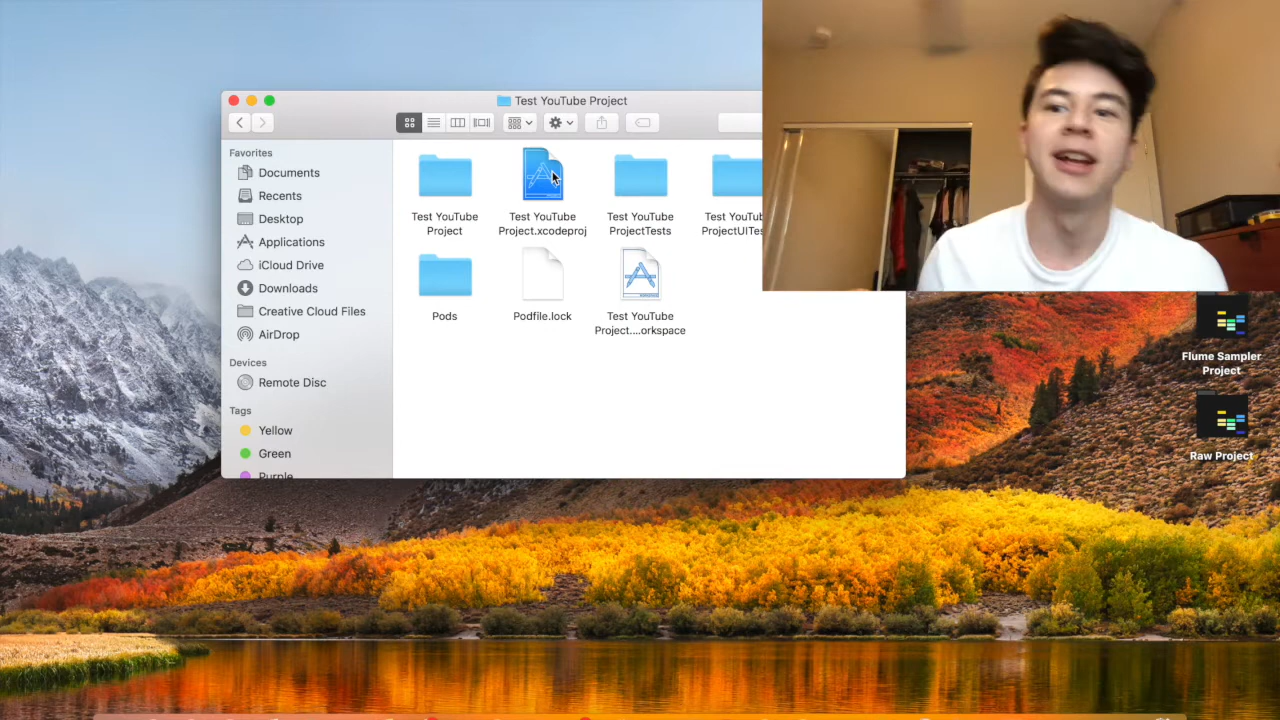 Test YouTube Project
Favorites
Documents
Recents
Desktop
Applications
iCloud Drive
Downloads
Creative Cloud Files
AirDrop
Devices
Remote Disc
Tags
Yellow
Green
Purple
Test YouTube
Project
Test YouTube
Project.xcodeproj
Test YouTube
ProjectTests
Test YouTu
ProjectUITes
Pods
Podfile.lock
Test YouTube
Project....orkspace
Flume Sampler
Project
Raw Project